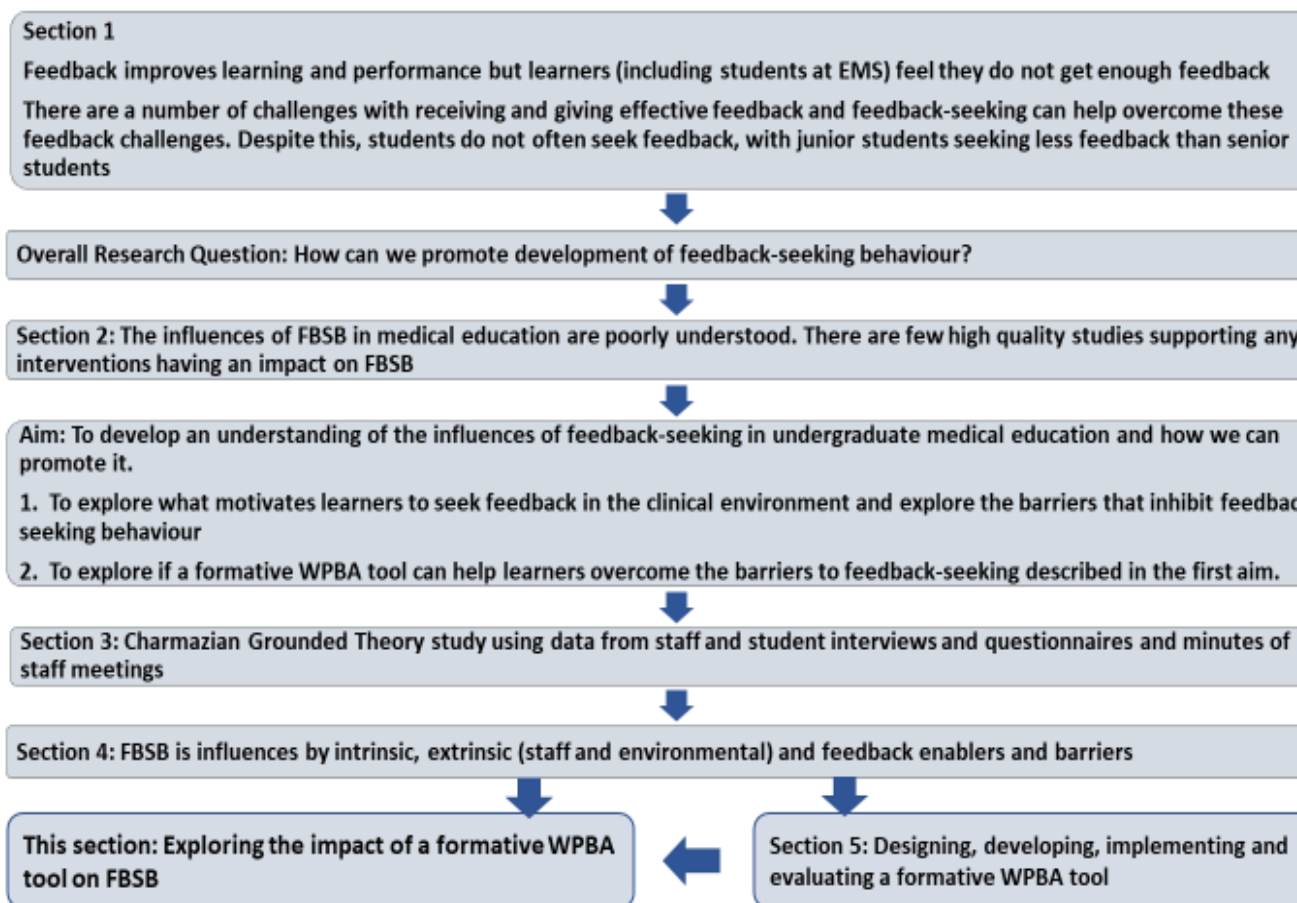 Section 1
Feedback improves learning and performance but learners (including students at EMS) feel they do not get enough feedback
There are a number of challenges with receiving and giving effective feedback and feedback-seeking can help overcome these
feedback challenges. Despite this, students do not often seek feedback, with junior students seeking less feedback than senior
students
Overall Research Question: How can we promote development of feedback-seeking behaviour?
Section 2: The influences of FBSB in medical education are poorly understood. There are few high quality studies supporting any
interventions having an impact on FBSB
Aim: To develop an understanding of the influences of feedback-seeking in undergraduate medical education and how we can
promote it.
1. To explore what motivates learners to seek feedback in the clinical environment and explore the barriers that inhibit feedbac
seeking behaviour
2. To explore if a formative WPBA tool can help learners overcome the barriers to feedback-seeking described in the first aim.
Section 3: Charmazian Grounded Theory study using data from staff and student interviews and questionnaires and minutes of
staff meetings
Section 4: FBSB is influences by intrinsic, extrinsic (staff and environmental) and feedback enablers and barriers
This section: Exploring the impact of a formative WPBA
tool on FBSB
Section 5: Designing, developing, implementing and
evaluating a formative WPBA tool